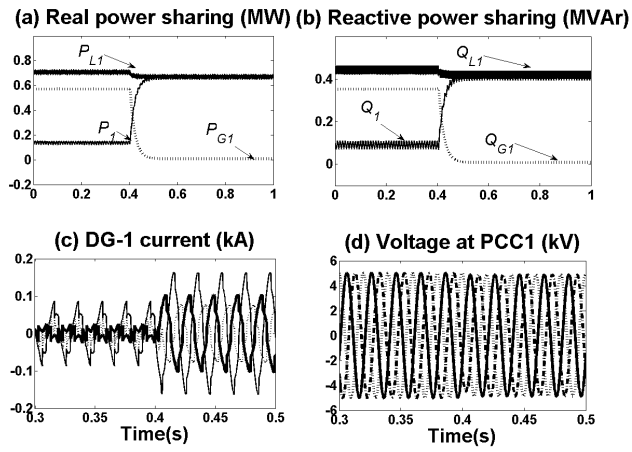 (a) Real power sharing (MW)
P_L1
0.8
0.6
0.4
0.2
0
-0.2
P_1
P_G1
0 0.2 0.4 0.6 0.8 1
(b) Reactive power sharing (MVAr)
Q_L1
0.4
0.2
0
Q_1
Q_G1
0 0.2 0.4 0.6 0.8 1
(c) DG-1 current (kA)
0.2
0.1
0
-0.1
-0.2
0.3 0.35 0.4 0.45 0.5
Time(s)
(d) Voltage at PCC1 (kV)
6
4
2
0
-2
-4
-6
0.3 0.35 0.4 0.45 0.5
Time(s)